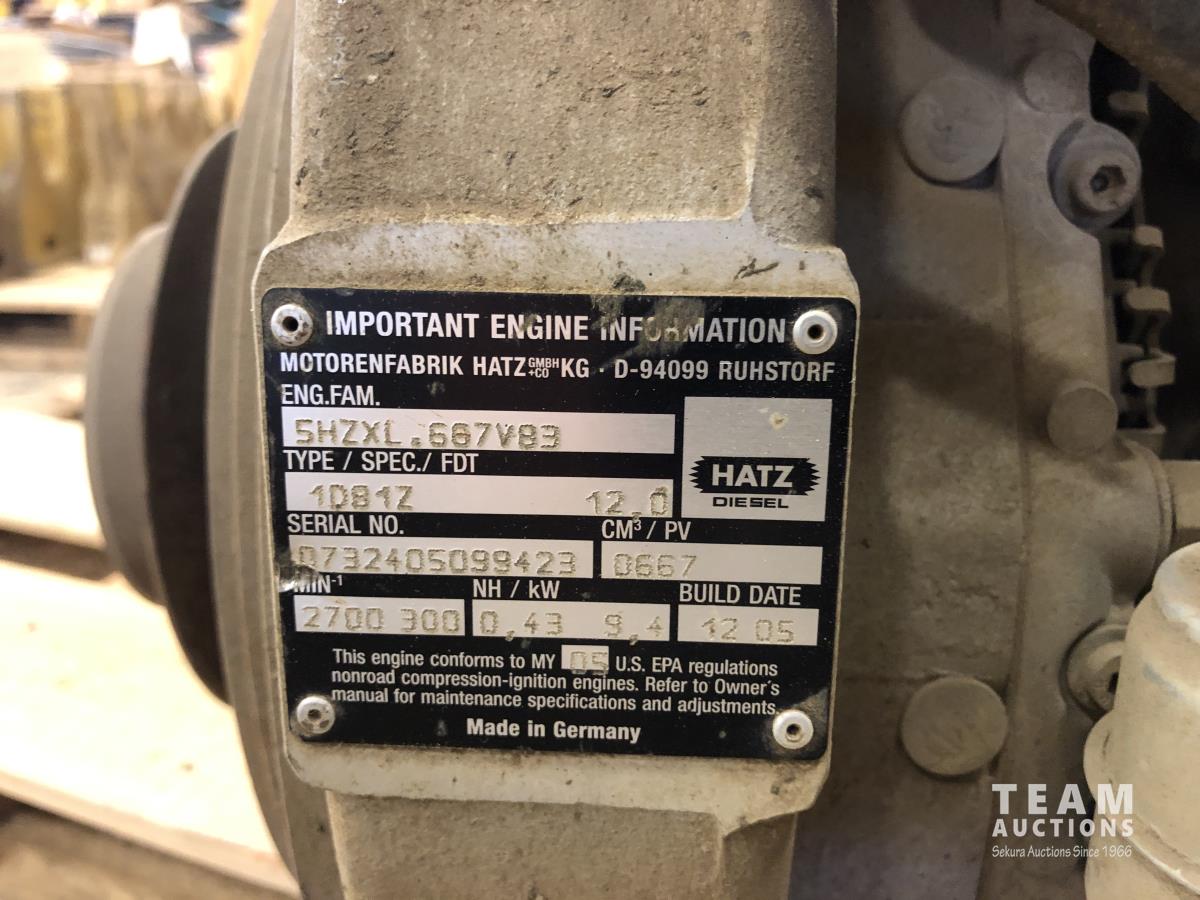 IMPORTANT ENGINE INFORMATION
MOTORENFABRIK HATZ GMBH +CO KG · D-94099 RUHSTORF
ENG.FAM.
5HZXL.667V83
TYPE / SPEC./ FDT
1D81Z 12,0
HATZ
DIESEL
SERIAL NO.
0732405099423
CM³ / PV
0667
MIN-1
2700 300
NH / kW
0,43 9,4
BUILD DATE
12 05
This engine conforms to MY 05 U.S. EPA regulations
nonroad compression-ignition engines. Refer to Owner´s
manual for maintenance specifications and adjustments.
Made in Germany
TEAM
AUCTIONS
Sekura Auctions Since 1966